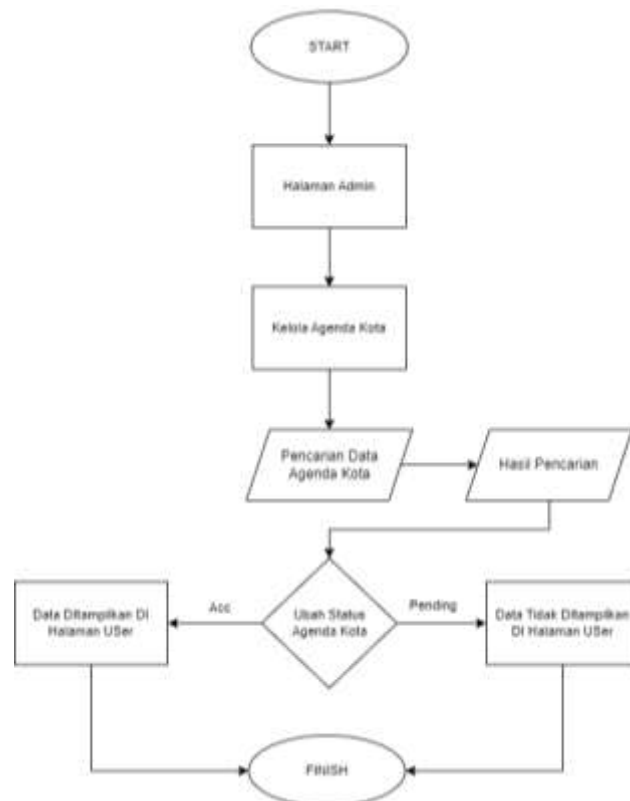 START
Halaman Admin
Kelola Agenda Kota
Pencarian Data
Agenda Kota
Hasil Pencarian
Data Ditampilkan Di
Halaman USer
Acc
Ubah Status
Agenda Kota
Pending
Data Tidak Ditampilkan
Di Halaman USer
FINISH